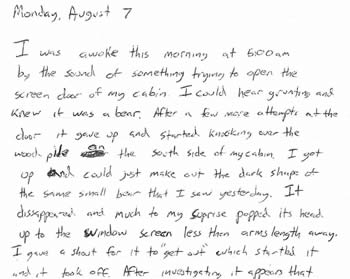 Monday, August 7
I was awoke this morning at 6:00am
by the sound of something trying to open the
screen door of my cabin. I could hear grunting and
knew it was a bear. After a few more attempts at the
door it gave up and started knocking over the
wood pile on the south side of my cabin. I got
up and could just make out the dark shape of
the same small bear that I saw yesterday. It
dissappeared and much to my suprise popped its head
up to the window screen less then arms length away.
I gave a shout for it to "get out" which startled it
and it took off. After investigating, it appears that